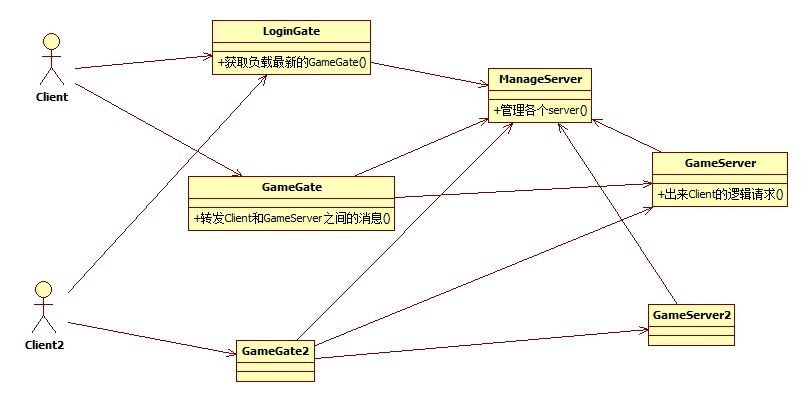 LoginGate
+获取负载最新的GameGate()
Client
ManageServer
+管理各个server()
GameServer
+出来Client的逻辑请求()
GameGate
+转发Client和GameServer之间的消息()
GameServer2
Client2
GameGate2